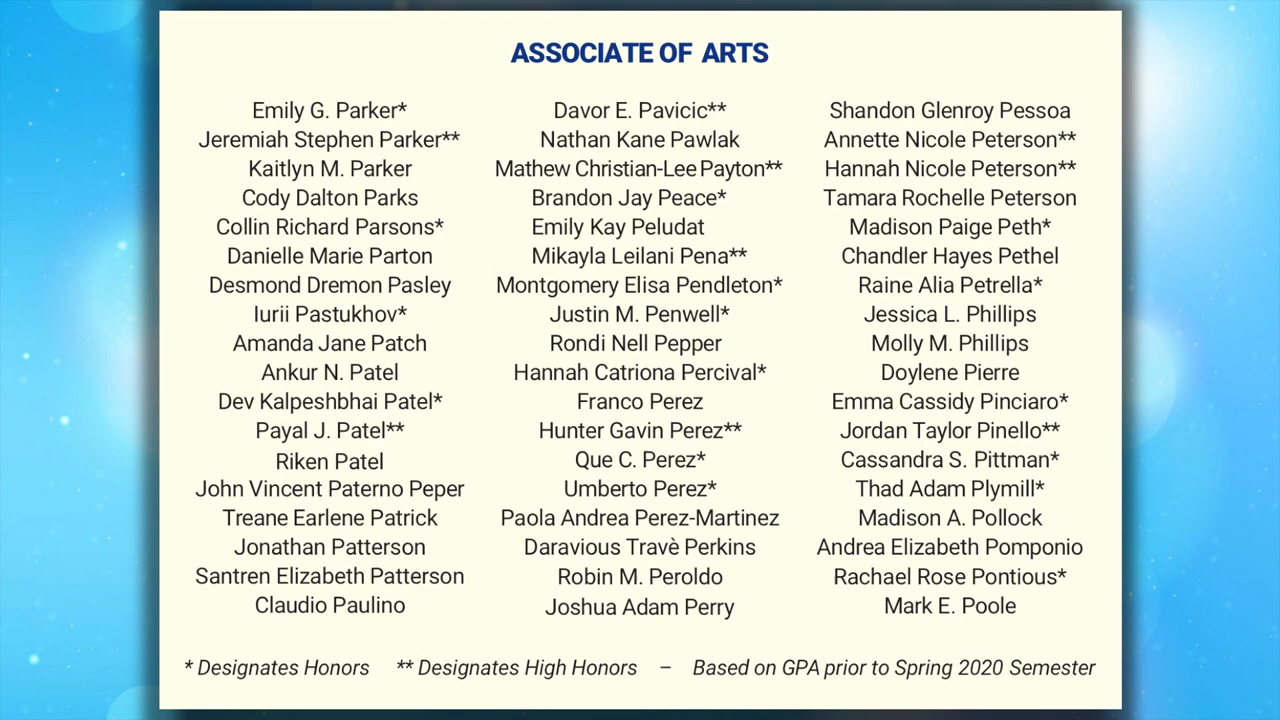 ASSOCIATE OF ARTS
Emily G. Parker*
Jeremiah Stephen Parker**
Kaitlyn M. Parker
Cody Dalton Parks
Collin Richard Parsons*
Danielle Marie Parton
Desmond Dremon Pasley
Iurii Pastukhov*
Amanda Jane Patch
Ankur N. Patel
Dev Kalpeshbhai Patel*
Payal J. Patel**
Riken Patel
John Vincent Paterno Peper
Treane Earlene Patrick
Jonathan Patterson
Santren Elizabeth Patterson
Claudio Paulino
Davor E. Pavicic**
Nathan Kane Pawlak
Mathew Christian-Lee Payton**
Brandon Jay Peace*
Emily Kay Peludat
Mikayla Leilani Pena**
Montgomery Elisa Pendleton*
Justin M. Penwell*
Rondi Nell Pepper
Hannah Catriona Percival*
Franco Perez
Hunter Gavin Perez**
Que C. Perez*
Umberto Perez*
Paola Andrea Perez-Martinez
Daravious Travè Perkins
Robin M. Peroldo
Joshua Adam Perry
Shandon Glenroy Pessoa
Annette Nicole Peterson**
Hannah Nicole Peterson**
Tamara Rochelle Peterson
Madison Paige Peth*
Chandler Hayes Pethel
Raine Alia Petrella*
Jessica L. Phillips
Molly M. Phillips
Doylene Pierre
Emma Cassidy Pinciaro*
Jordan Taylor Pinello**
Cassandra S. Pittman*
Thad Adam Plymill*
Madison A. Pollock
Andrea Elizabeth Pomponio
Rachael Rose Pontious*
Mark E. Poole
* Designates Honors ** Designates High Honors – Based on GPA prior to Spring 2020 Semester